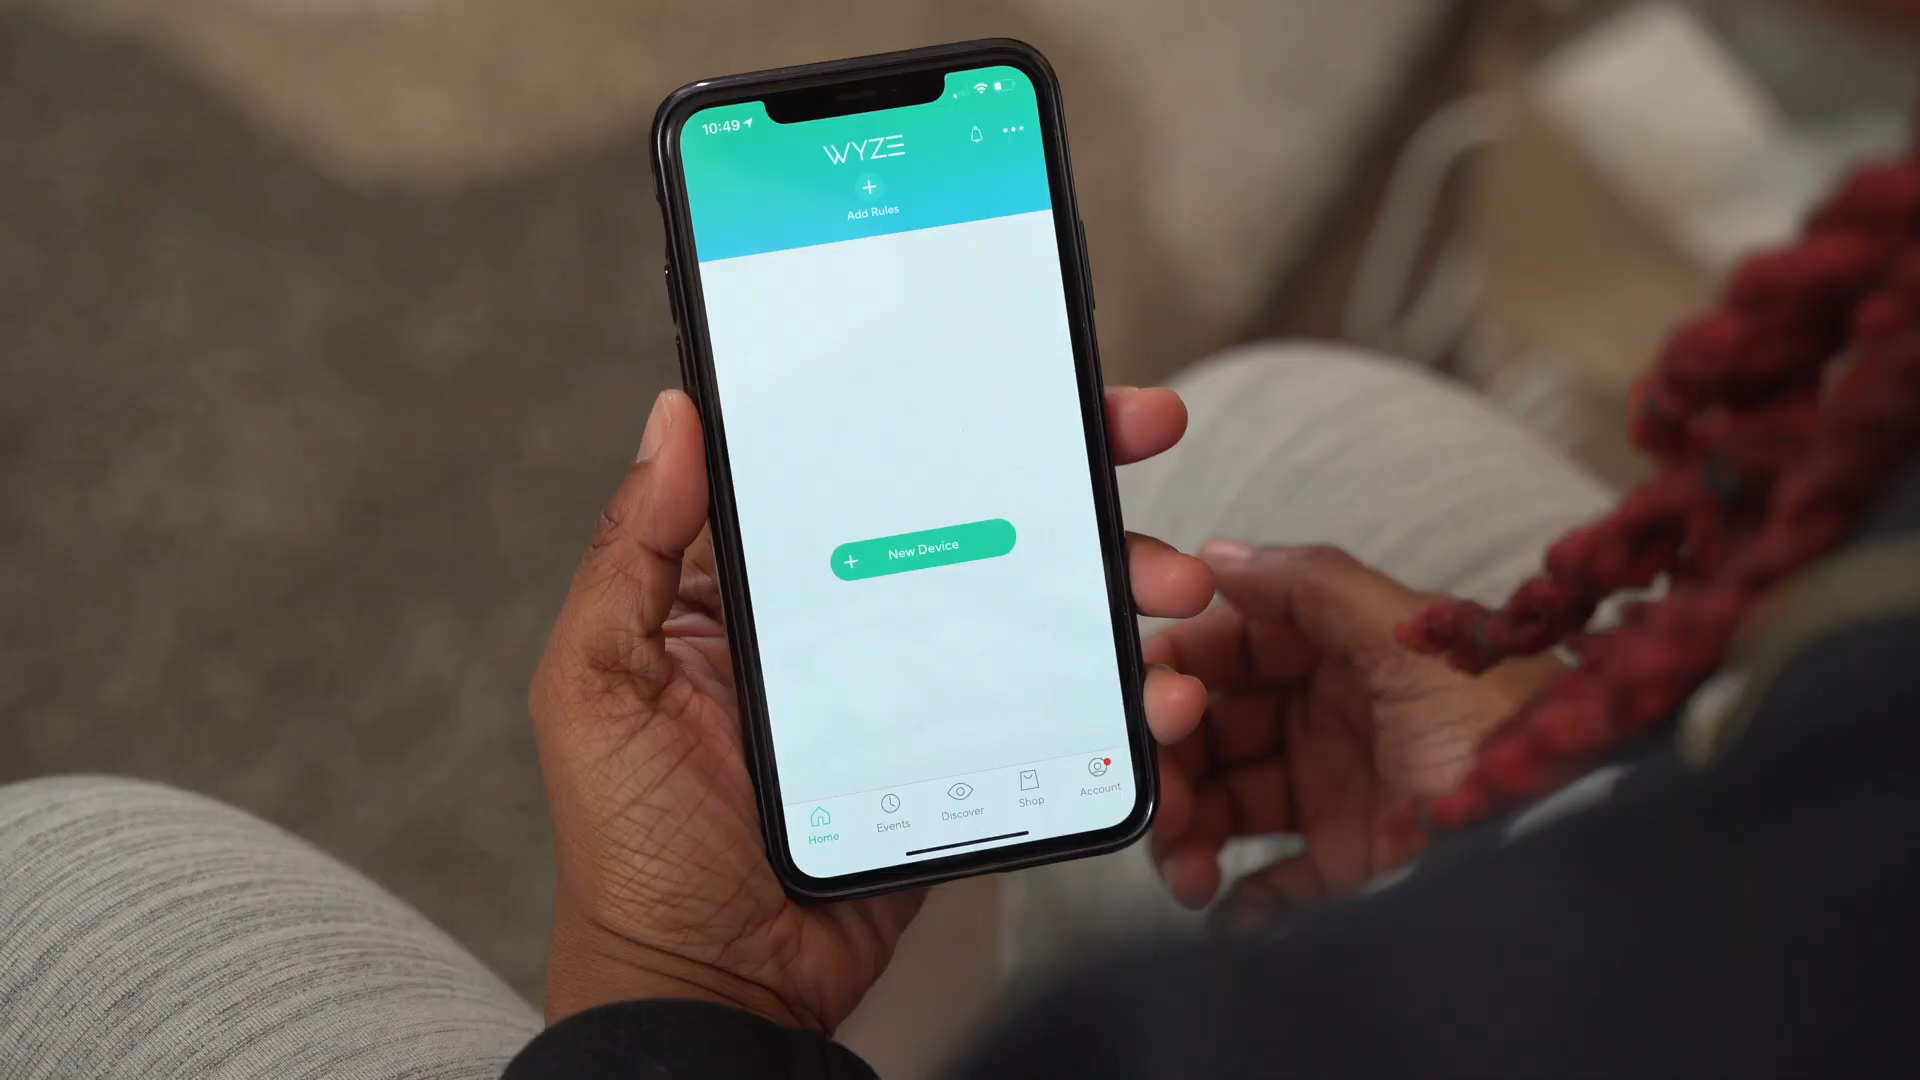 10:49
WYZE
Add Rules
New Device
Home
Events
Discover
Shop
Account